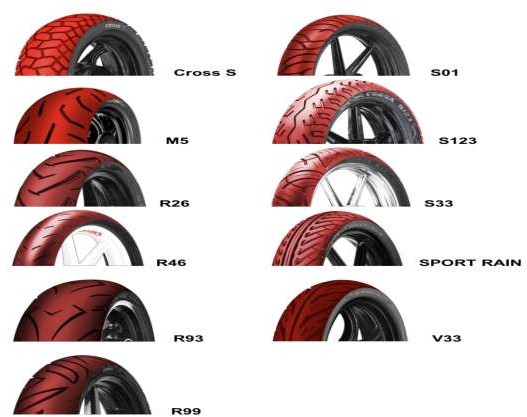 Cross S
S01
M5
S123
R26
S33
R46
SPORT RAIN
R93
V33
R99